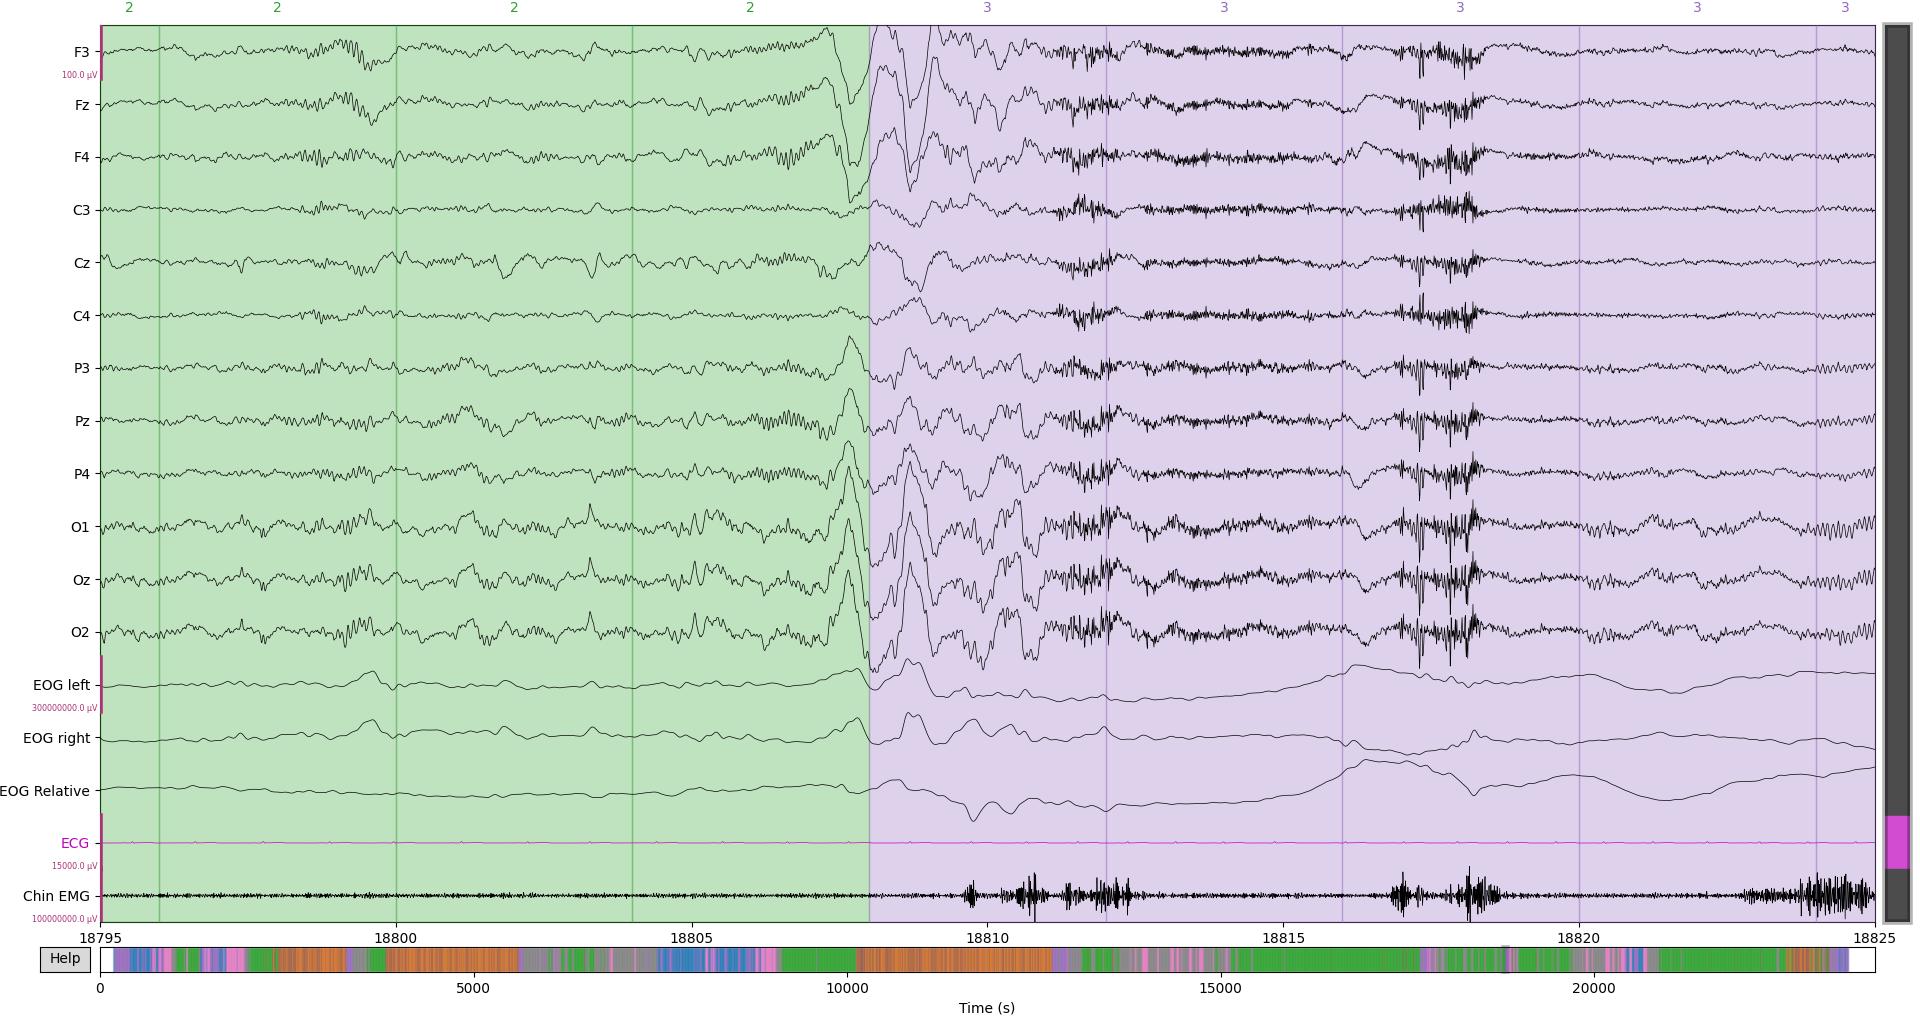 2 2 2 2 3 3 3 3 3
F3
100.0 µV
Fz
F4
C3
Cz
C4
P3
Pz
P4
O1
Oz
O2
EOG left
300000000.0 µV
EOG right
EOG Relative
ECG
15000.0 µV
Chin EMG
100000000.0 µV
18795 18800 18805 18810 18815 18820 18825
Help
0 5000 10000 15000 20000
Time (s)